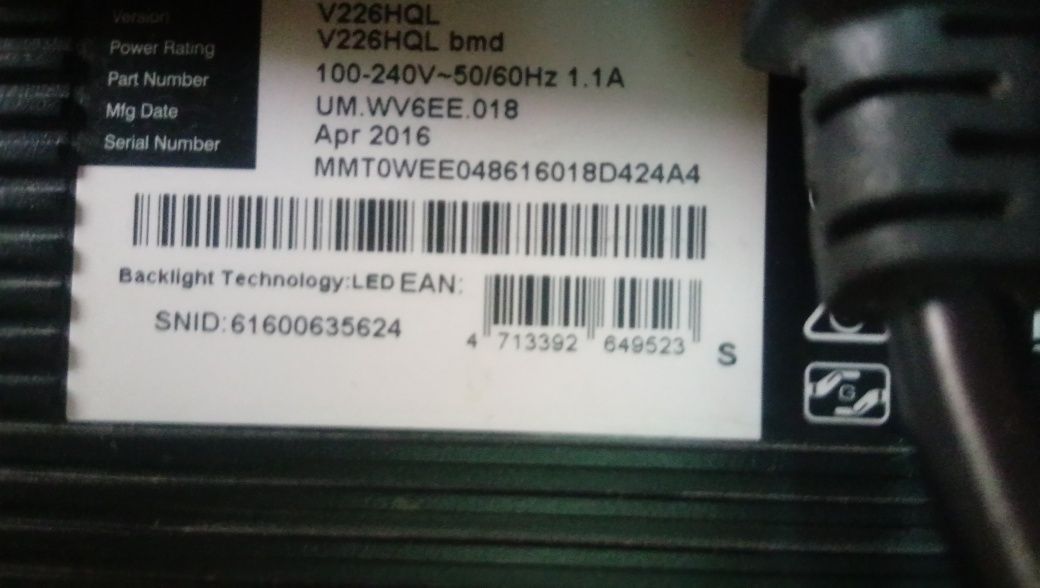 V226HQL
Version V226HQL bmd
Power Rating 100-240V~50/60Hz 1.1A
Part Number UM.WV6EE.018
Mfg Date Apr 2016
Serial Number MMT0WEE048616018D424A4
Backlight Technology:LED EAN:
SNID:61600635624
4 713392 649523 S
G